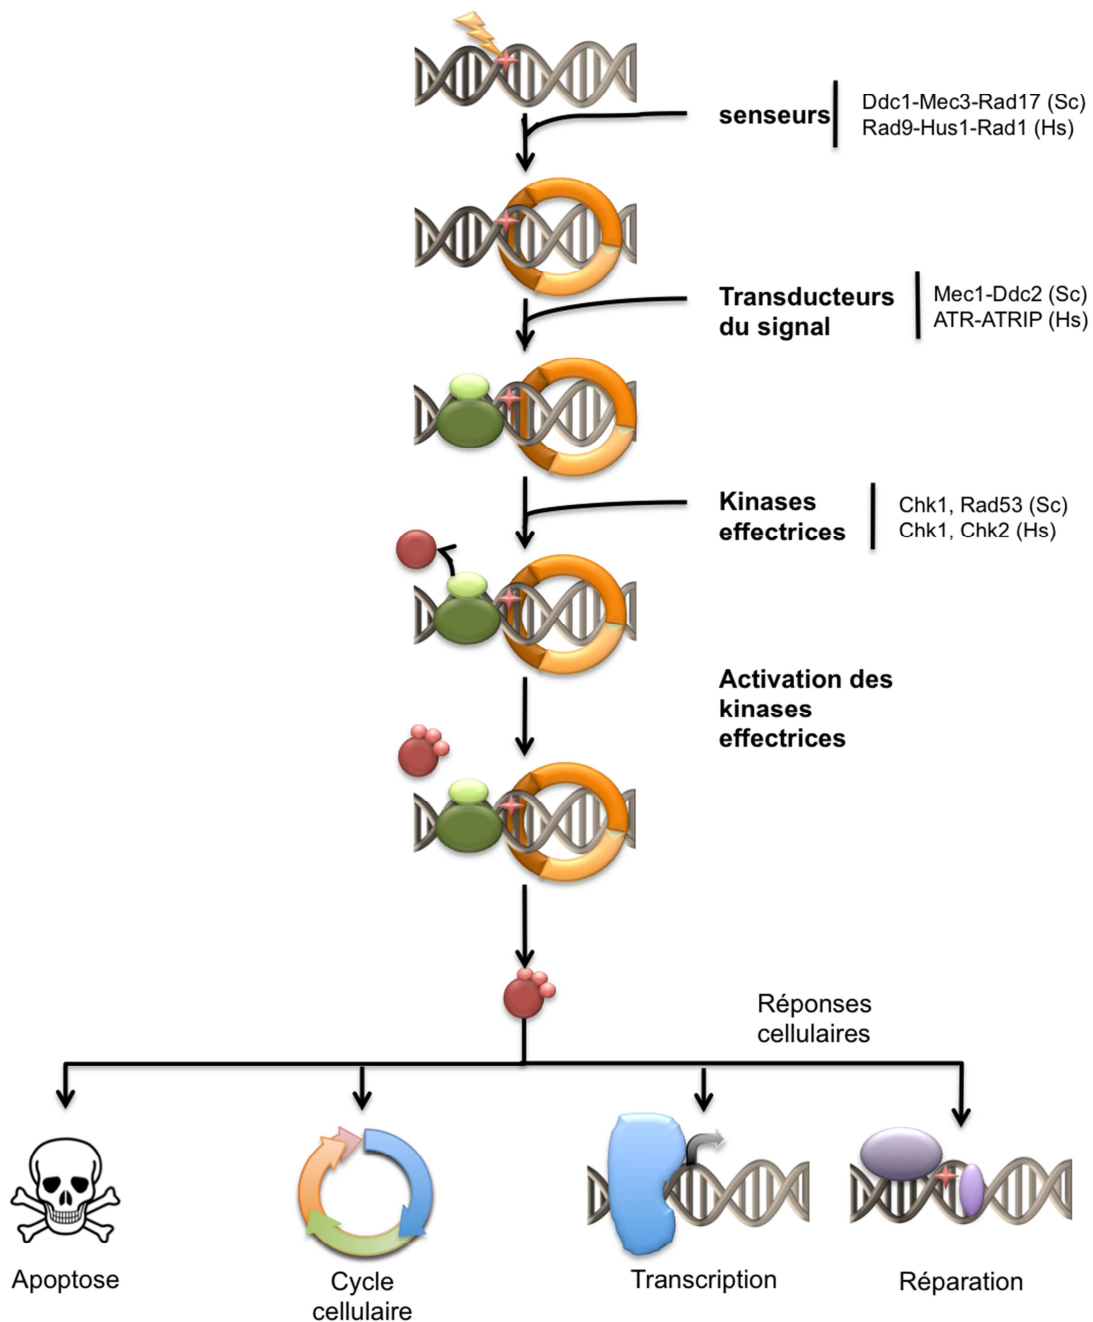 senseurs
Ddc1-Mec3-Rad17 (Sc)
Rad9-Hus1-Rad1 (Hs)
Transducteurs
du signal
Mec1-Ddc2 (Sc)
ATR-ATRIP (Hs)
Kinases
effectrices
Chk1, Rad53 (Sc)
Chk1, Chk2 (Hs)
Activation des
kinases
effectrices
Réponses
cellulaires
Apoptose
Cycle
cellulaire
Transcription
Réparation